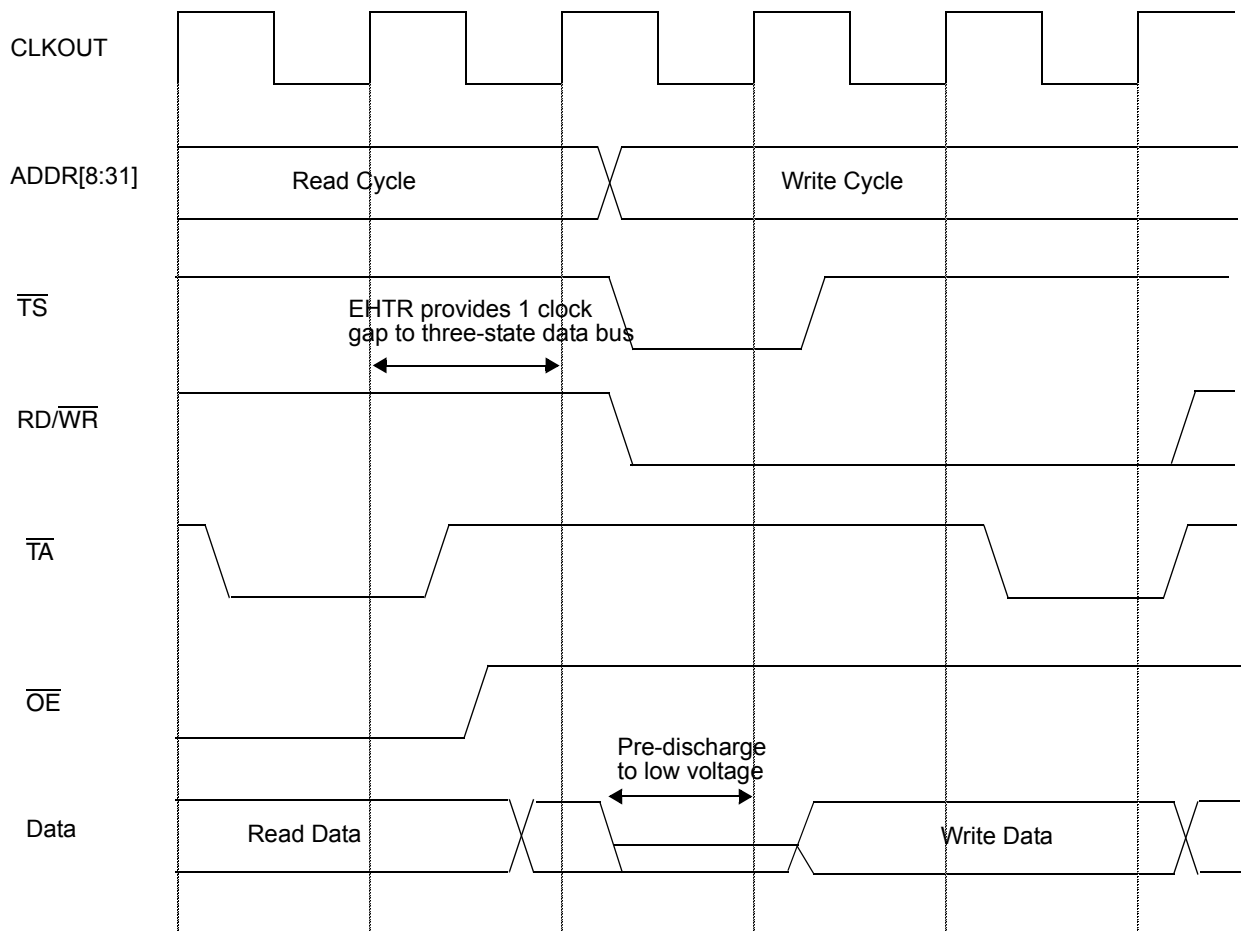 CLKOUT
ADDR[8:31]
Read Cycle
Write Cycle
TS
EHTR provides 1 clock
gap to three-state data bus
RD/WR
TA
OE
Pre-discharge
to low voltage
Data
Read Data
Write Data